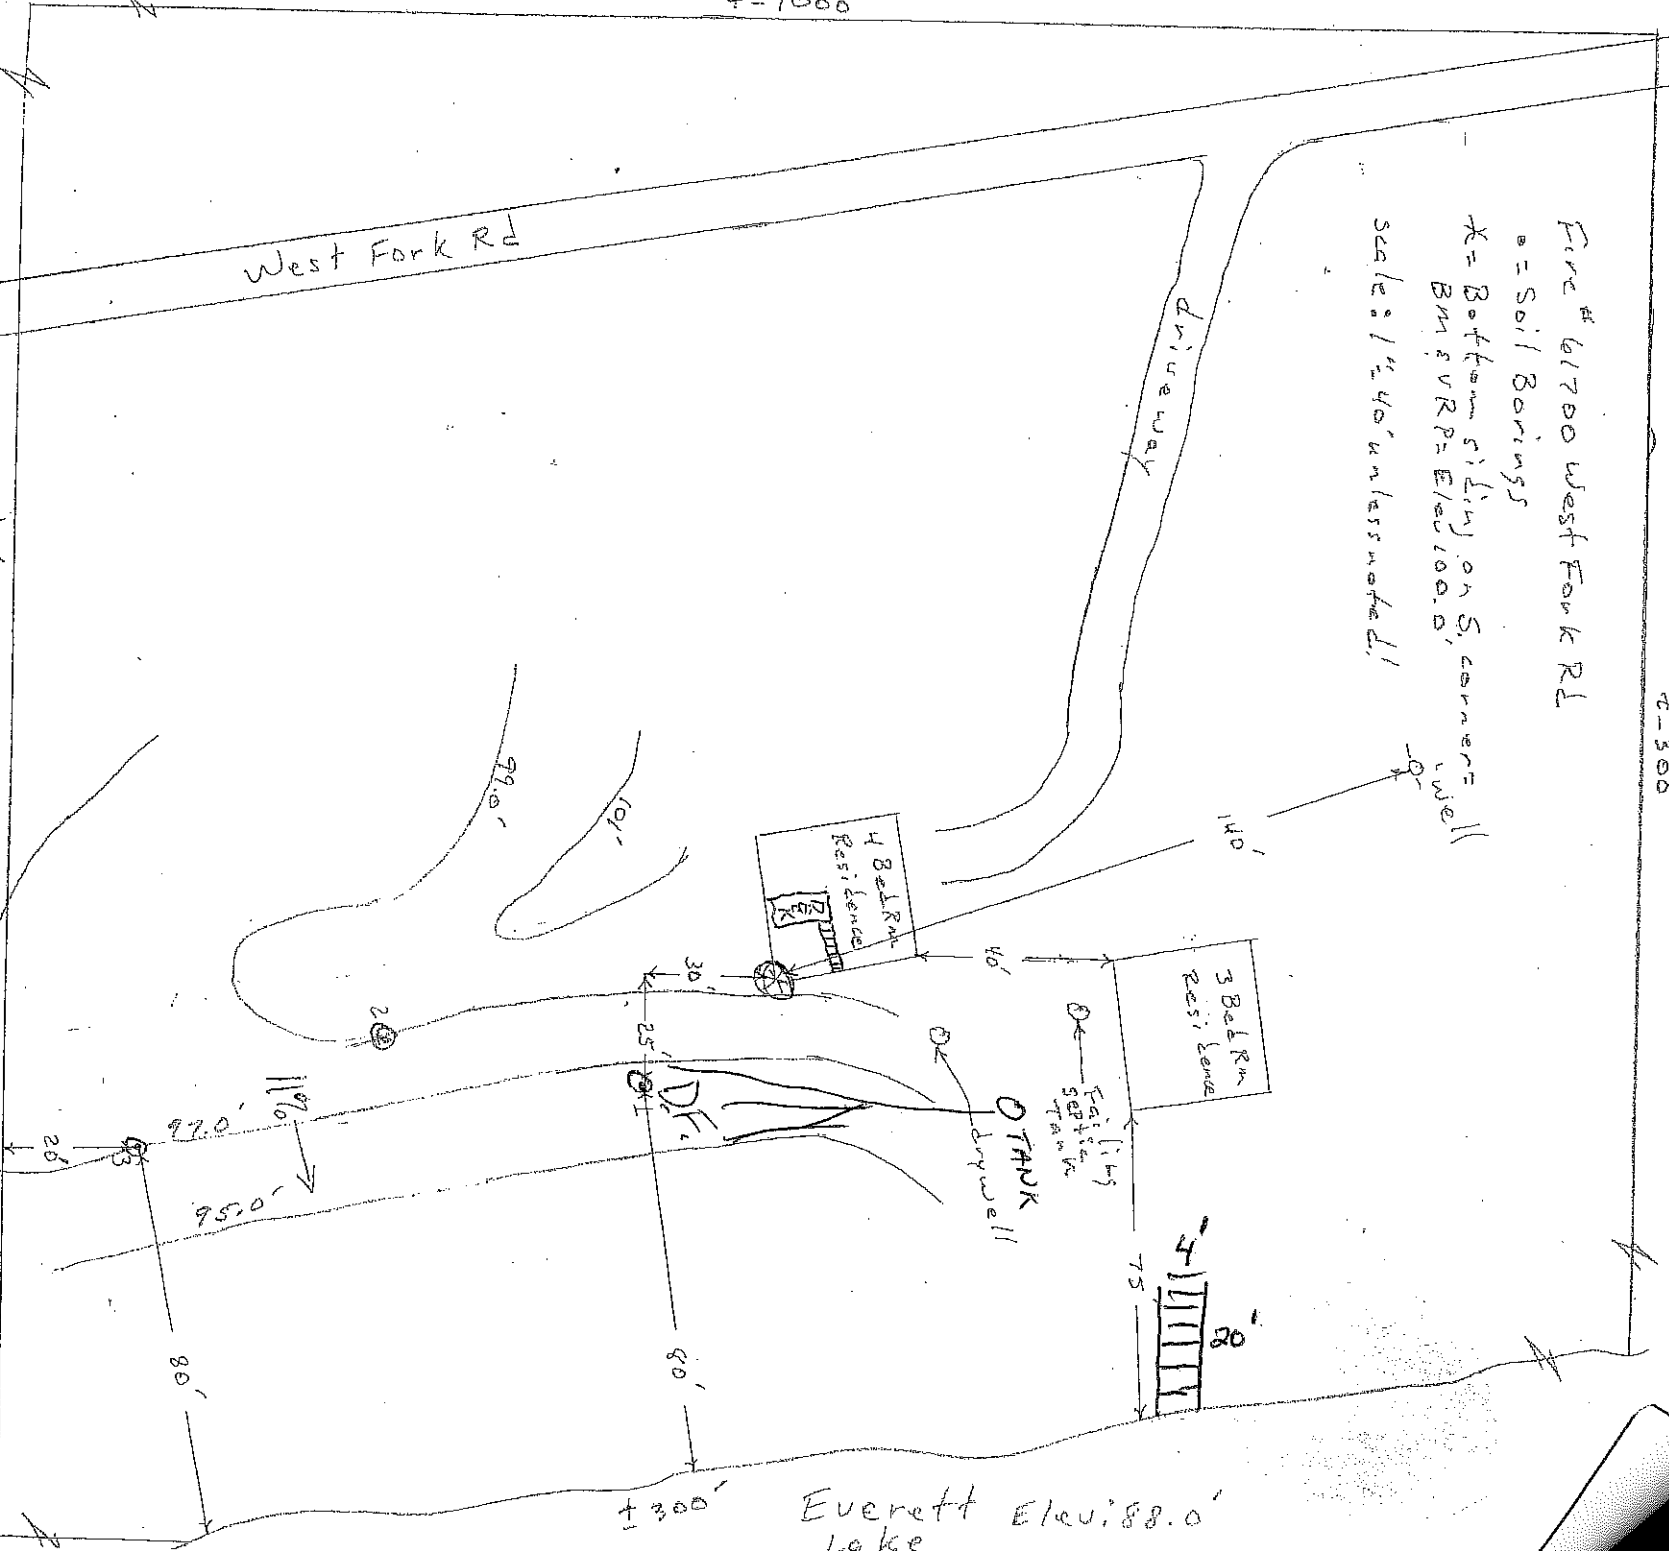 Fire # 61700 West Fork Rd
o = Soil Borings
* = Bottom siding on S. corner =
BM & VRP = Elev 100.0'
scale: 1" = 40' unless noted!
West Fork Rd
driveway
well
140'
99.0'
101'
4 Bed Rm
Residence
DECK
40'
3 Bed Rm
Residence
30'
25'
2
1
D.F.
O TANK
Failing
septic
Tank
drywell
11%
97.0'
95.0'
20'
3
80'
80'
75
4'
20'
± 300'
Everett Elev: 88.0'
Lake